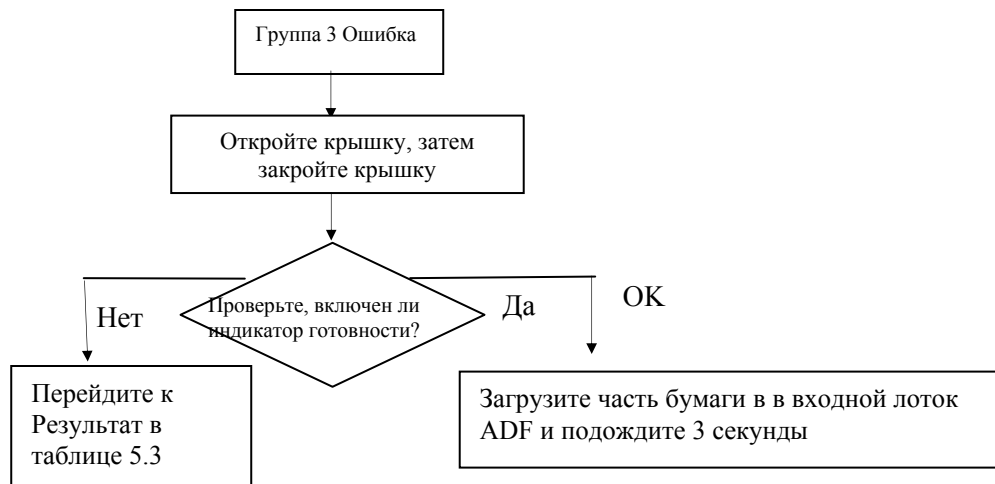 Группа 3 Ошибка
Откройте крышку, затем
закройте крышку
Проверьте, включен ли
индикатор готовности?
Нет
Да
OK
Перейдите к
Результат в
таблице 5.3
Загрузите часть бумаги в в входной лоток
ADF и подождите 3 секунды